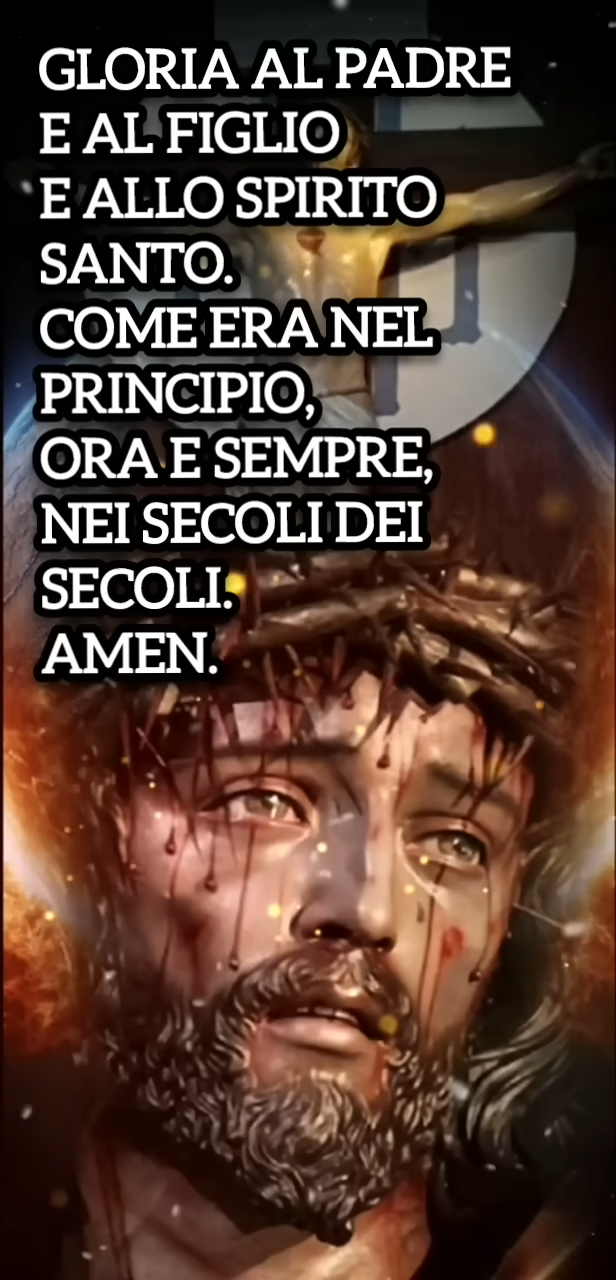 GLORIA AL PADRE
E AL FIGLIO
E ALLO SPIRITO
SANTO.
COME ERA NEL
PRINCIPIO,
ORA E SEMPRE,
NEI SECOLI DEI
SECOLI.
AMEN.